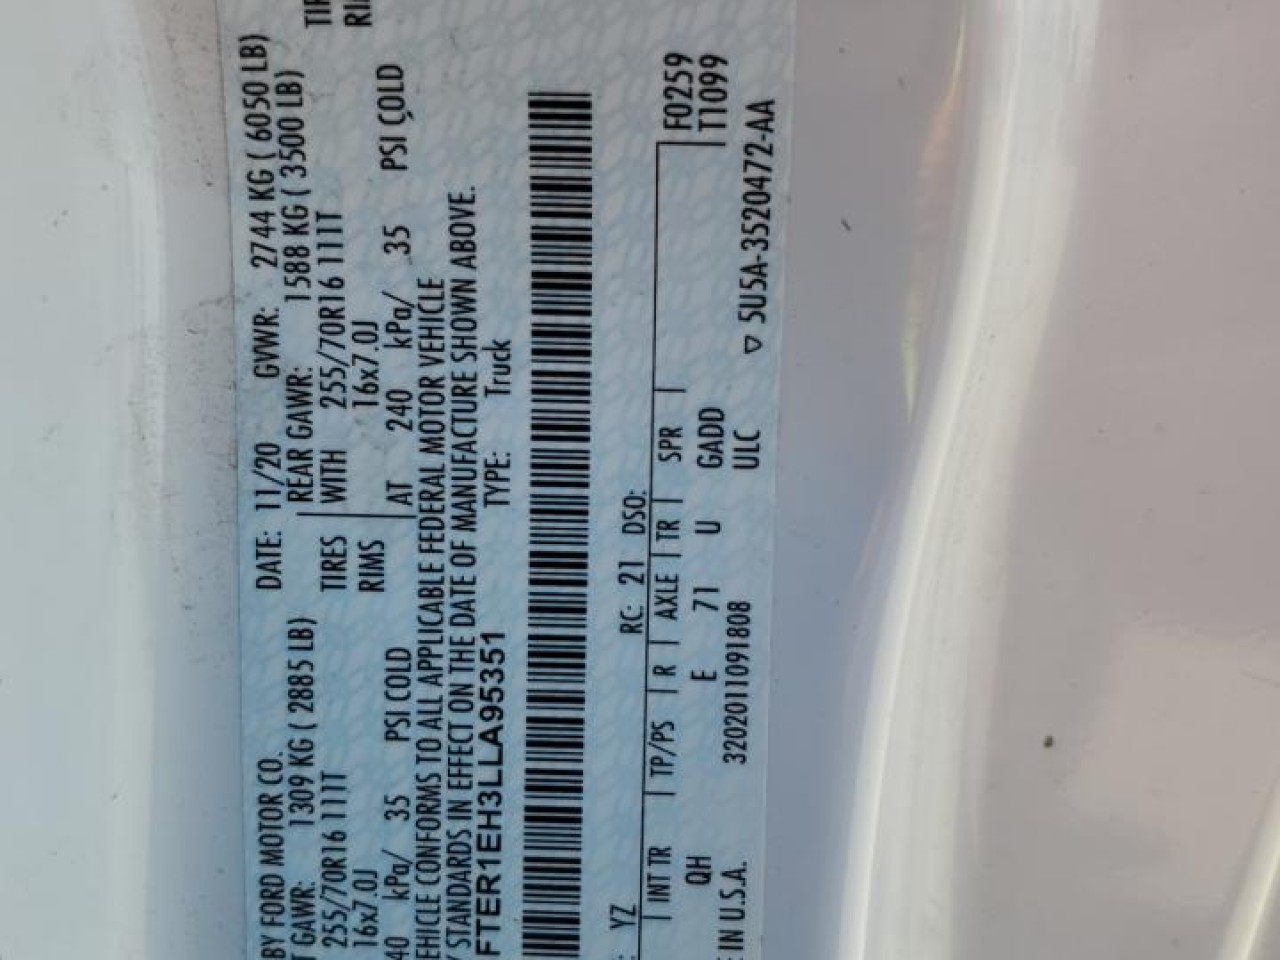 BY FORD MOTOR CO. DATE: 11/20 GVWR: 2744 KG ( 6050 LB)
T GAWR: 1309 KG ( 2885 LB) REAR GAWR: 1588 KG ( 3500 LB)
255/70R16 111T TIRES WITH 255/70R16 111T TIR
16x7.0J RIMS 16x7.0J RI
40 kPa/ 35 PSI COLD AT 240 kPa/ 35 PSI COLD
EHICLE CONFORMS TO ALL APPLICABLE FEDERAL MOTOR VEHICLE
Y STANDARDS IN EFFECT ON THE DATE OF MANUFACTURE SHOWN ABOVE.
FTER1EH3LLA95351 TYPE: Truck
: YZ RC: 21 DSO:
INT TR TP/PS R AXLE TR SPR F0259
QH E 71 U GADD T1099
E IN U.S.A. 3202011091808 ULC ▽ 5U5A-3520472-AA